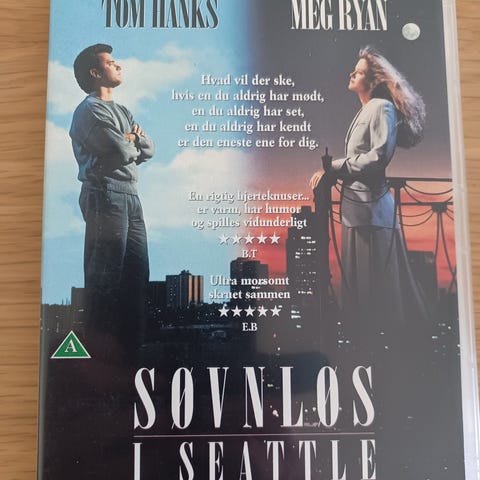 TOM HANKS
MEG RYAN
Hvad vil der ske,
hvis en du aldrig har mødt,
en du aldrig har set,
en du aldrig har kendt
er den eneste ene for dig.
En rigtig hjerteknuser...
er varm, har humor
og spilles vidunderligt
★★★★★
B.T
Ultra morsomt
skruet sammen
★★★★★
E.B
A
SØVNLØS
I SEATTLE